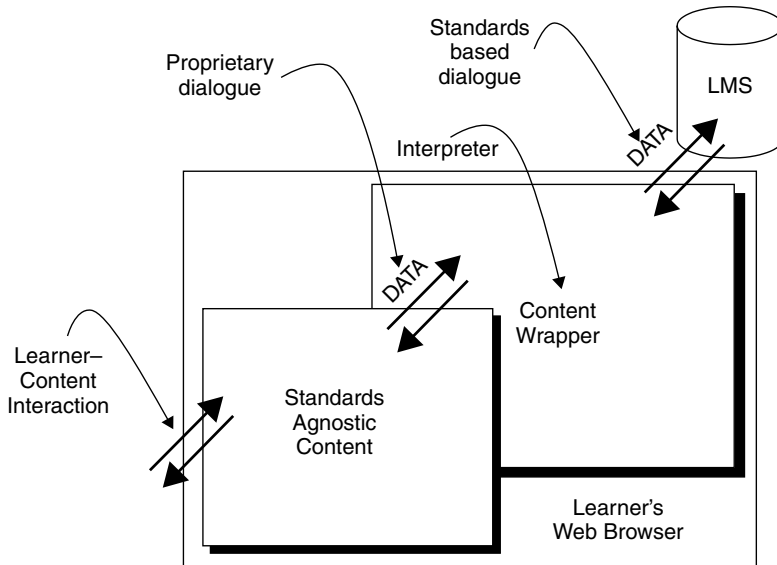 Standards
based
dialogue
Proprietary
dialogue
LMS
DATA
Interpreter
DATA
Content
Wrapper
Learner–
Content
Interaction
Standards
Agnostic
Content
Learner's
Web Browser